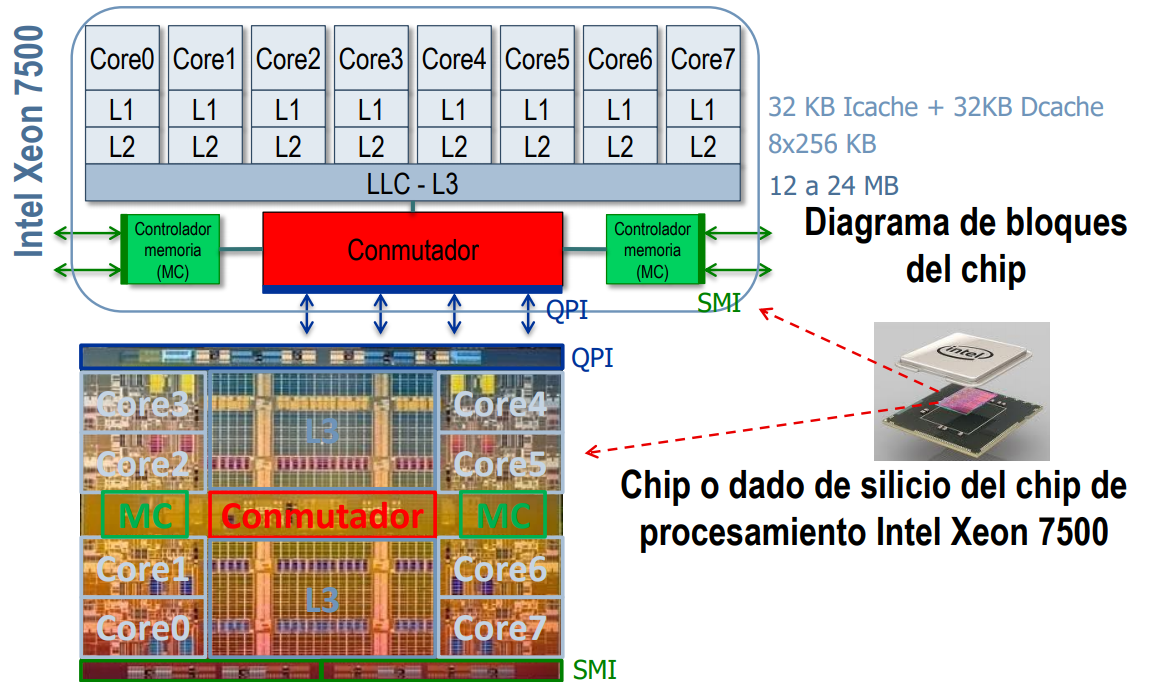 Intel Xeon 7500
Core0 Core1 Core2 Core3 Core4 Core5 Core6 Core7
L1 L1 L1 L1 L1 L1 L1 L1
32 KB Icache + 32KB Dcache
L2 L2 L2 L2 L2 L2 L2 L2
8x256 KB
LLC - L3
12 a 24 MB
Controlador
memoria
(MC)
Conmutador
Controlador
memoria
(MC)
QPI
SMI
Diagrama de bloques
del chip
QPI
Core3
L3
Core4
Core2
Core5
MC
Conmutador
MC
Core1
L3
Core6
Core0
Core7
SMI
intel
Chip o dado de silicio del chip de
procesamiento Intel Xeon 7500